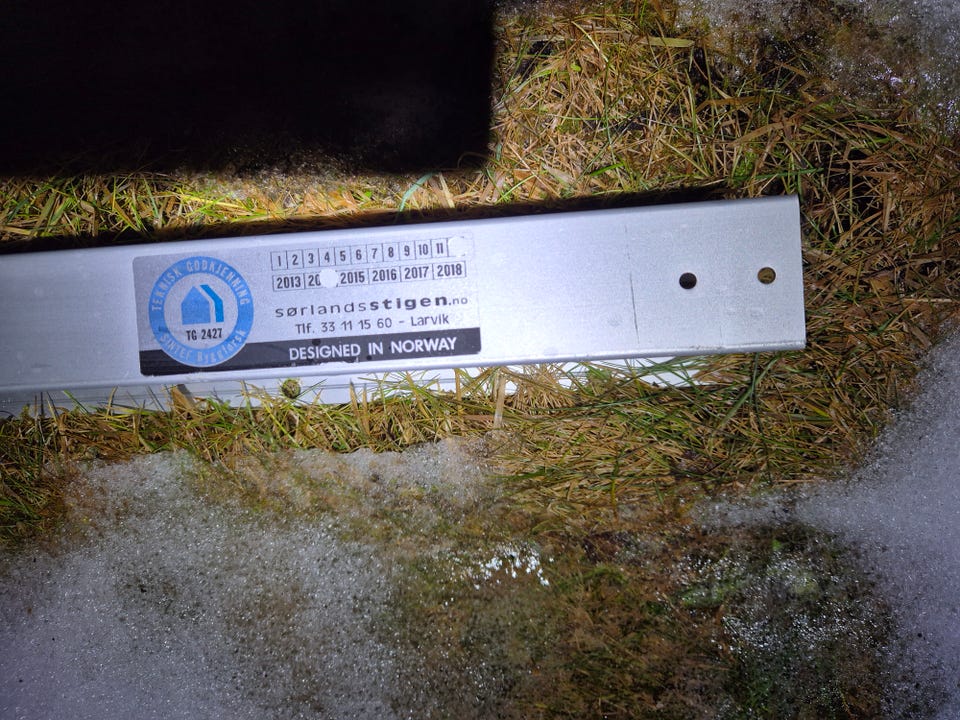 TEKNISK GODKJENNING
TG 2427
SINTEF Byggforsk
1 2 3 4 5 6 7 8 9 10 11
2013 20 2015 2016 2017 2018
sørlandsstigen.no
Tlf. 33 11 15 60 - Larvik
DESIGNED IN NORWAY